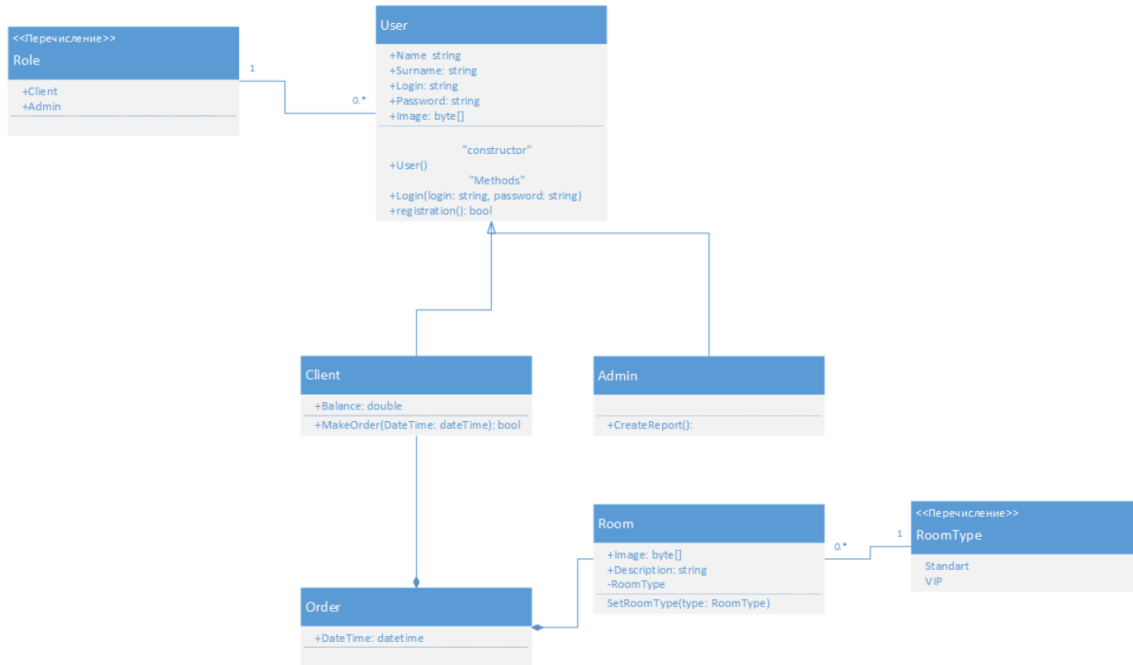 <<Перечисление>>
Role
+Client
+Admin
1
0.*
User
+Name string
+Surname: string
+Login: string
+Password: string
+Image: byte[]
"constructor"
+User()
"Methods"
+Login(login: string, password: string)
+registration(): bool
Client
+Balance: double
+MakeOrder(DateTime: dateTime): bool
Admin
+CreateReport():
Room
+Image: byte[]
+Description: string
-RoomType
SetRoomType(type: RoomType)
0.*
1
<<Перечисление>>
RoomType
Standart
VIP
Order
+DateTime: datetime